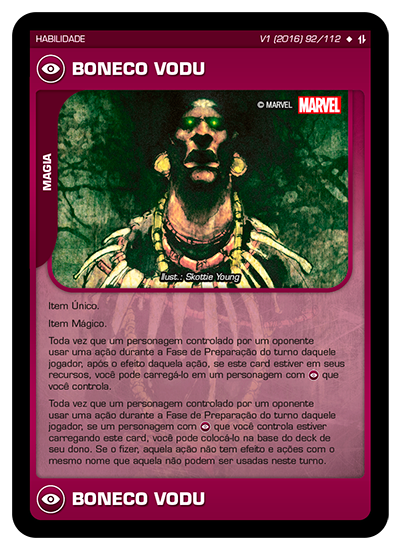 HABILIDADE
V1 (2016) 92/112
BONECO VODU
© MARVEL MARVEL
MAGIA
Ilust.: Skottie Young
Item Único.
Item Mágico.
Toda vez que um personagem controlado por um oponente
usar uma ação durante a Fase de Preparação do turno daquele
jogador, após o efeito daquela ação, se este card estiver em seus
recursos, você pode carregá-lo em um personagem com que
você controla.
Toda vez que um personagem controlado por um oponente
usar uma ação durante a Fase de Preparação do turno daquele
jogador, se um personagem com que você controla estiver
carregando este card, você pode colocá-lo na base do deck de
seu dono. Se o fizer, aquela ação não tem efeito e ações com o
mesmo nome que aquela não podem ser usadas neste turno.
BONECO VODU